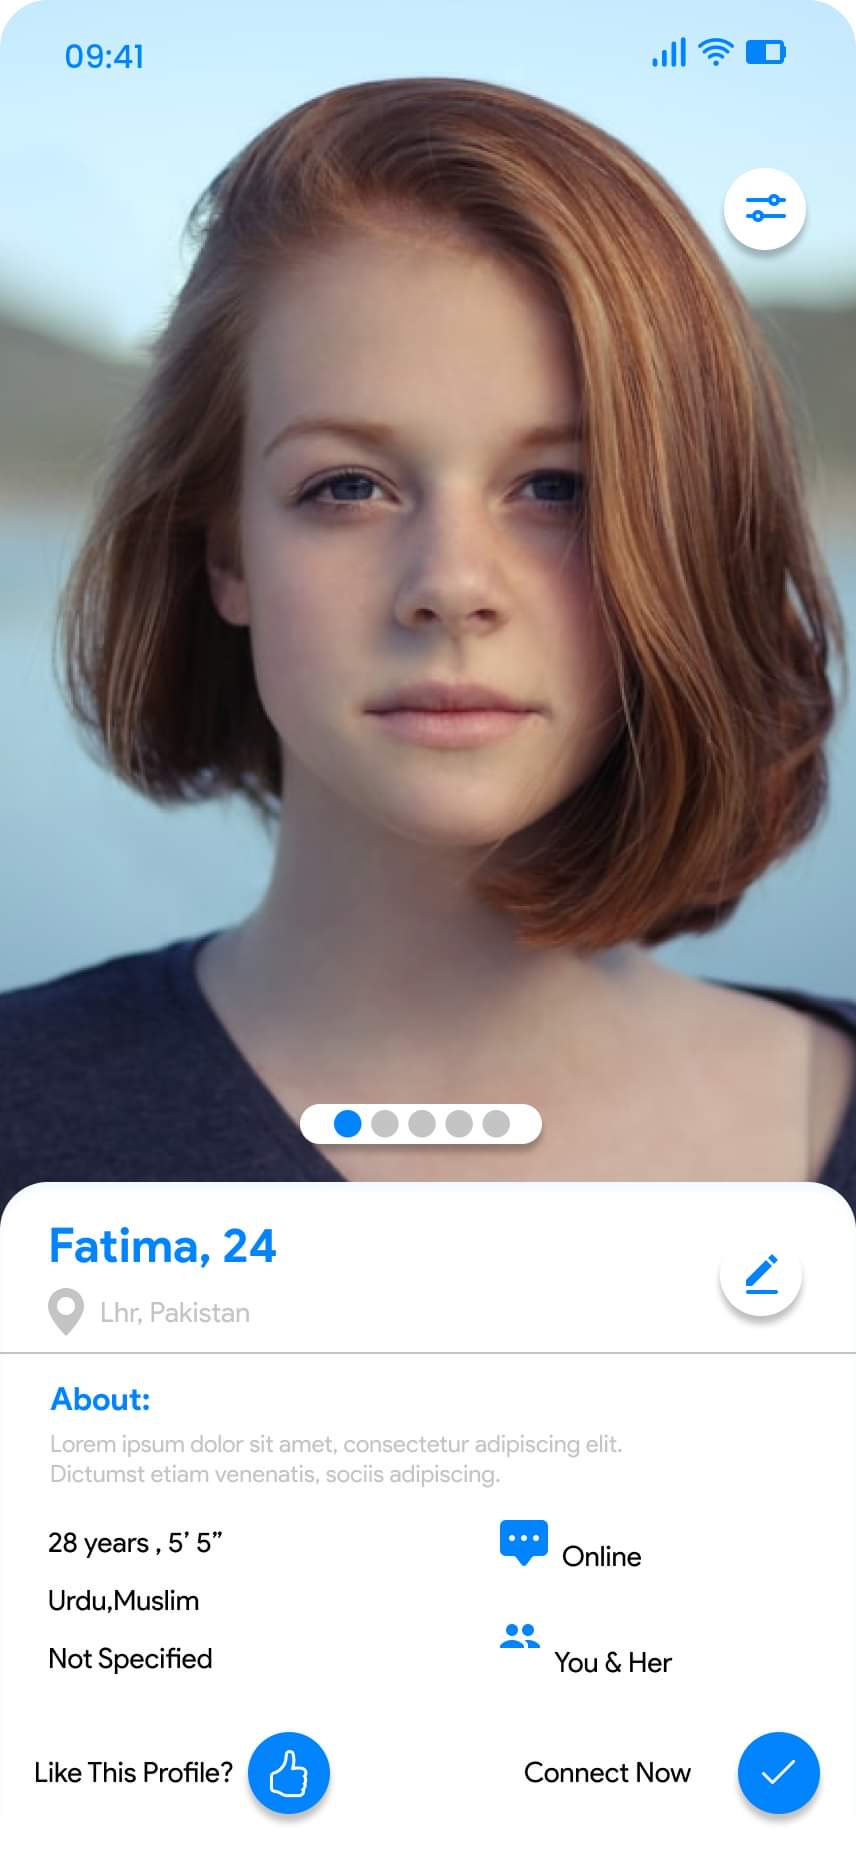 09:41
Fatima, 24
Lhr, Pakistan
About:
Lorem ipsum dolor sit amet, consectetur adipiscing elit.
Dictumst etiam venenatis, sociis adipiscing.
28 years , 5’ 5”
Online
Urdu,Muslim
Not Specified
You & Her
Like This Profile?
Connect Now